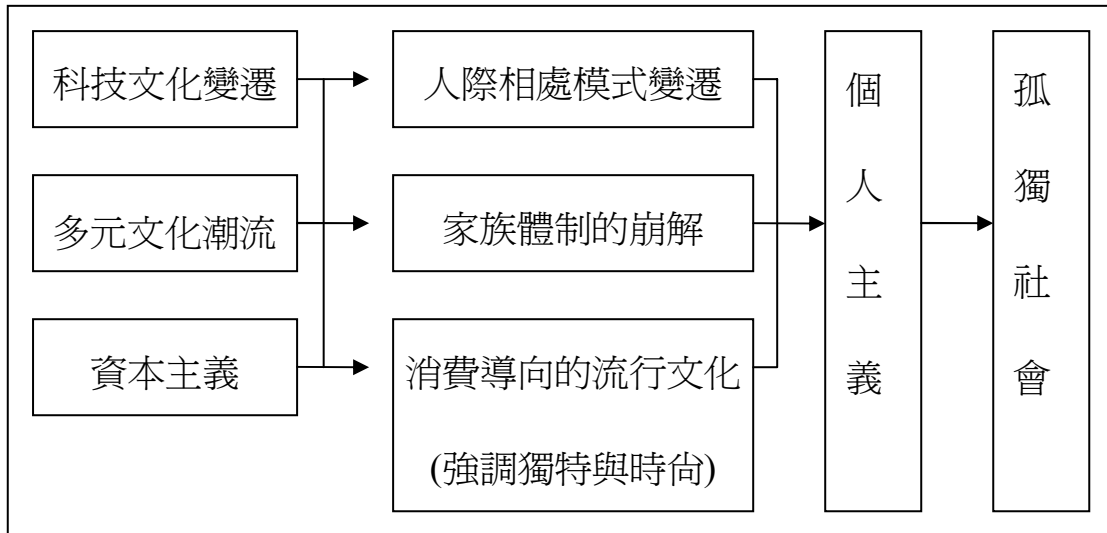 科技文化變遷
人際相處模式變遷
多元文化潮流
家族體制的崩解
資本主義
消費導向的流行文化
(強調獨特與時尚)
個人主義
孤獨社會